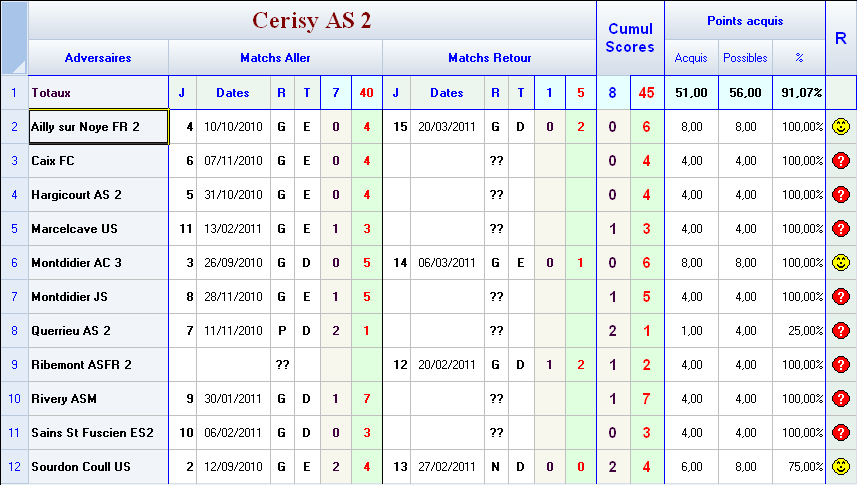 Cerisy AS 2 Cumul Scores Points acquis R
Adversaires Matchs Aller Matchs Retour Acquis Possibles %
1 Totaux J Dates R T 7 40 J Dates R T 1 5 8 45 51,00 56,00 91,07%
2 Ailly sur Noye FR 2 4 10/10/2010 G E 0 4 15 20/03/2011 G D 0 2 0 6 8,00 8,00 100,00%
3 Caix FC 6 07/11/2010 G E 0 4 ?? 0 4 4,00 4,00 100,00% ?
4 Hargicourt AS 2 5 31/10/2010 G E 0 4 ?? 0 4 4,00 4,00 100,00% ?
5 Marcelcave US 11 13/02/2011 G E 1 3 ?? 1 3 4,00 4,00 100,00% ?
6 Montdidier AC 3 3 26/09/2010 G D 0 5 14 06/03/2011 G E 0 1 0 6 8,00 8,00 100,00%
7 Montdidier JS 8 28/11/2010 G E 1 5 ?? 1 5 4,00 4,00 100,00% ?
8 Querrieu AS 2 7 11/11/2010 P D 2 1 ?? 2 1 1,00 4,00 25,00% ?
9 Ribemont ASFR 2 ?? 12 20/02/2011 G D 1 2 1 2 4,00 4,00 100,00% ?
10 Rivery ASM 9 30/01/2011 G D 1 7 ?? 1 7 4,00 4,00 100,00% ?
11 Sains St Fuscien ES2 10 06/02/2011 G D 0 3 ?? 0 3 4,00 4,00 100,00% ?
12 Sourdon Coull US 2 12/09/2010 G E 2 4 13 27/02/2011 N D 0 0 2 4 6,00 8,00 75,00%